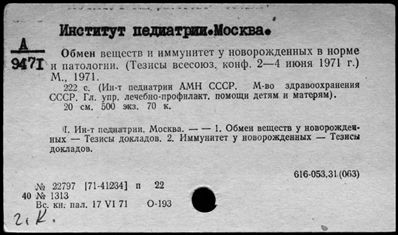 Институт педиатрии.Москва.
А
9471
Обмен веществ и иммунитет у новорожденных в норме
и патологии. (Тезисы всесоюз. конф. 2—4 июня 1971 г.)
М., 1971.
222 с. (Ин-т педиатрии АМН СССР. М-во здравоохранения
СССР. Гл. упр. лечебно-профилакт. помощи детям и матерям).
20 см. 500 экз. 70 к.
I. Ин-т педиатрии. Москва. — — 1. Обмен веществ у новорожден-
ных — Тезисы докладов. 2. Иммунитет у новорожденных — Тезисы
докладов.
616-053.31(063)
№ 22797 [71-41234] п 22
40 № 1313
Вс. кн. пал. 17 VI 71 О-193
г. К.